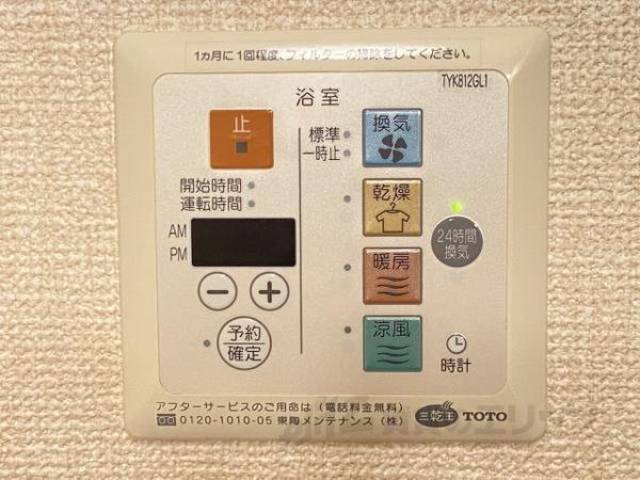 1ヵ月に1回程度、フィルターの掃除をしてください。
TYK812GL1
浴室
止
換気
標準
一時止
開始時間
運転時間
乾燥
AM
PM
24時間
換気
暖房
− +
予約
確定
涼風
時計
アフターサービスのご用命は（電話料金無料）
0120-1010-05 東陶メンテナンス（株）
三乾王 TOTO